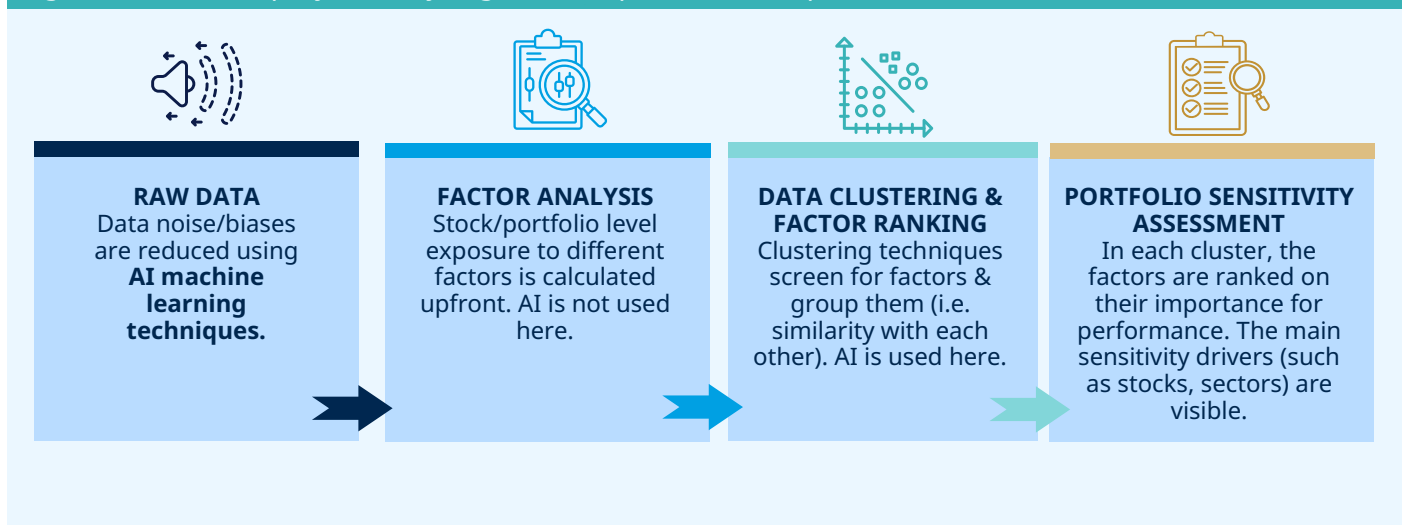 RAW DATA
Data noise/biases
are reduced using
AI machine
learning
techniques.
FACTOR ANALYSIS
Stock/portfolio level
exposure to different
factors is calculated
upfront. AI is not used
here.
DATA CLUSTERING &
FACTOR RANKING
Clustering techniques
screen for factors &
group them (i.e.
similarity with each
other). AI is used here.
PORTFOLIO SENSITIVITY
ASSESSMENT
In each cluster, the
factors are ranked on
their importance for
performance. The main
sensitivity drivers (such
as stocks, sectors) are
visible.